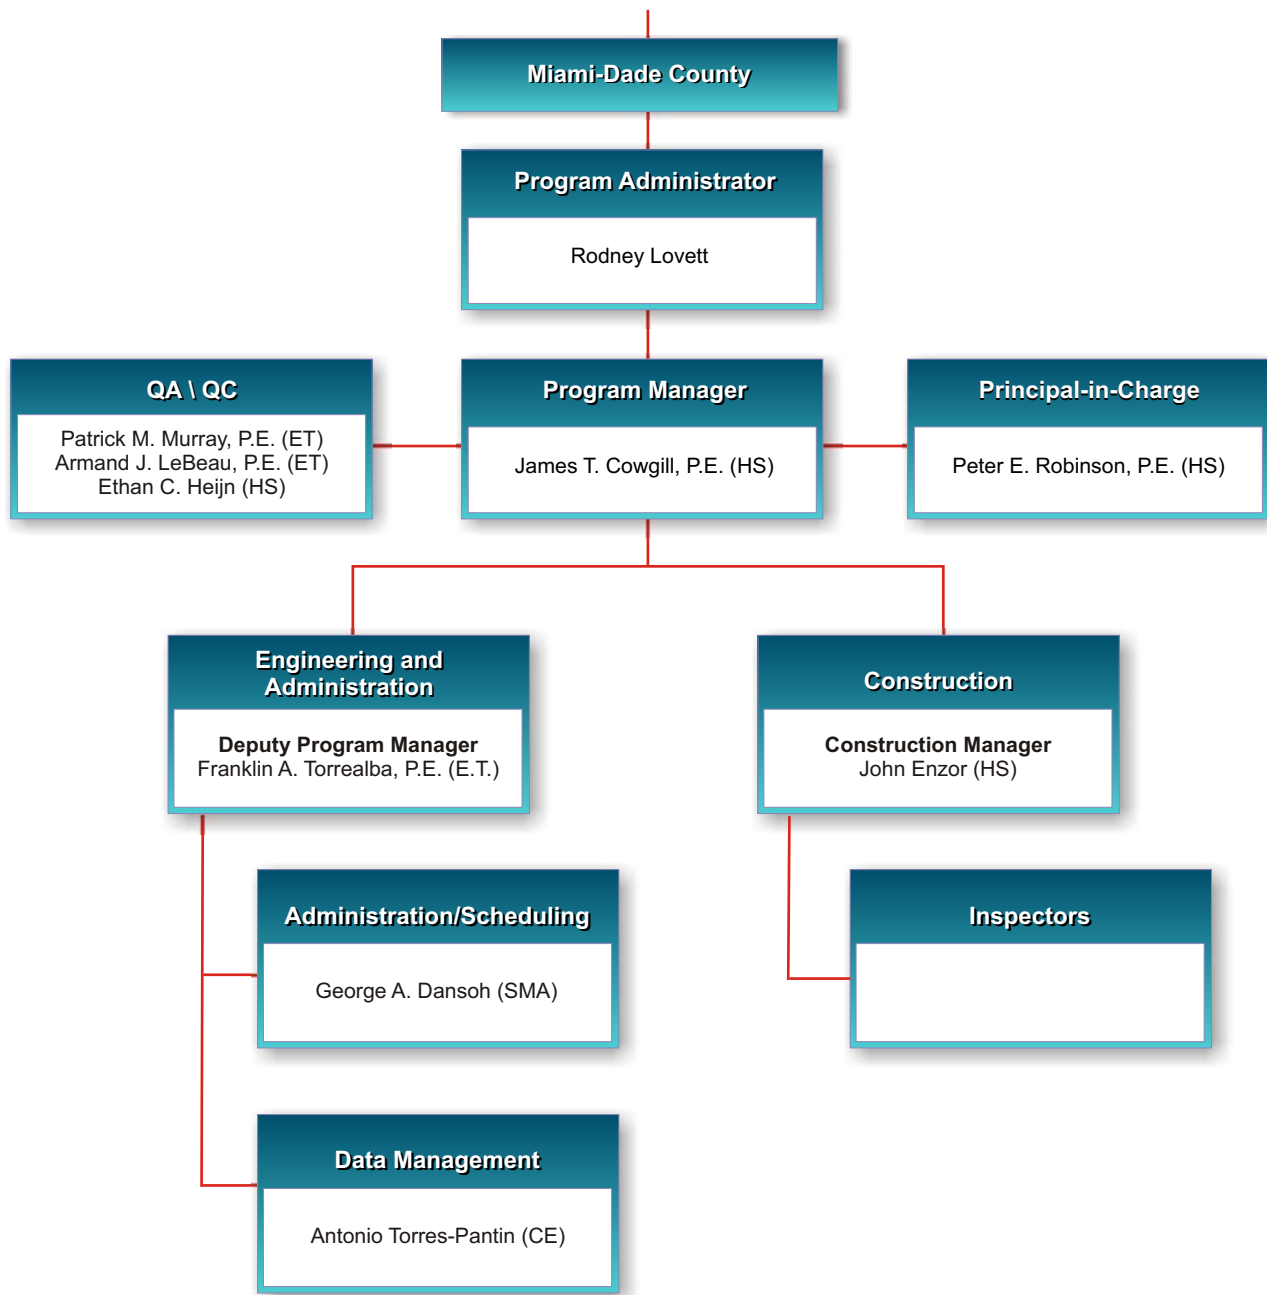 Miami-Dade County
Program Administrator
Rodney Lovett
QA \ QC
Patrick M. Murray, P.E. (ET)
Armand J. LeBeau, P.E. (ET)
Ethan C. Heijn (HS)
Program Manager
James T. Cowgill, P.E. (HS)
Principal-in-Charge
Peter E. Robinson, P.E. (HS)
Engineering and
Administration
Deputy Program Manager
Franklin A. Torrealba, P.E. (E.T.)
Construction
Construction Manager
John Enzor (HS)
Administration/Scheduling
George A. Dansoh (SMA)
Inspectors
Data Management
Antonio Torres-Pantin (CE)